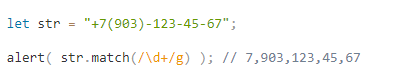 let str = "+7(903)-123-45-67";
alert( str.match(/\d+/g) ); // 7,903,123,45,67